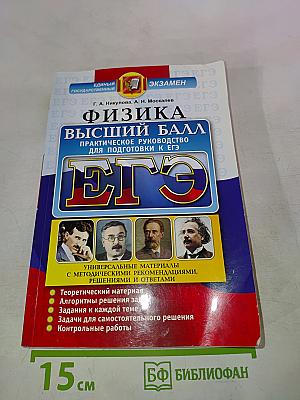 ЕДИНЫЙ
ГОСУДАРСТВЕННЫЙ
ЭКЗАМЕН
Г. А. Никулова, А. Н. Москалев
ФИЗИКА
ВЫСШИЙ БАЛЛ
ПРАКТИЧЕСКОЕ РУКОВОДСТВО
ДЛЯ ПОДГОТОВКИ К ЕГЭ
ЕГЭ
УНИВЕРСАЛЬНЫЕ МАТЕРИАЛЫ
С МЕТОДИЧЕСКИМИ РЕКОМЕНДАЦИЯМИ,
РЕШЕНИЯМИ И ОТВЕТАМИ
Теоретический материал
Алгоритмы решения
Задания к каждой теме
Задачи для самостоятельного решения
Контрольные работы
15 см
БФ БИБЛИОФАН